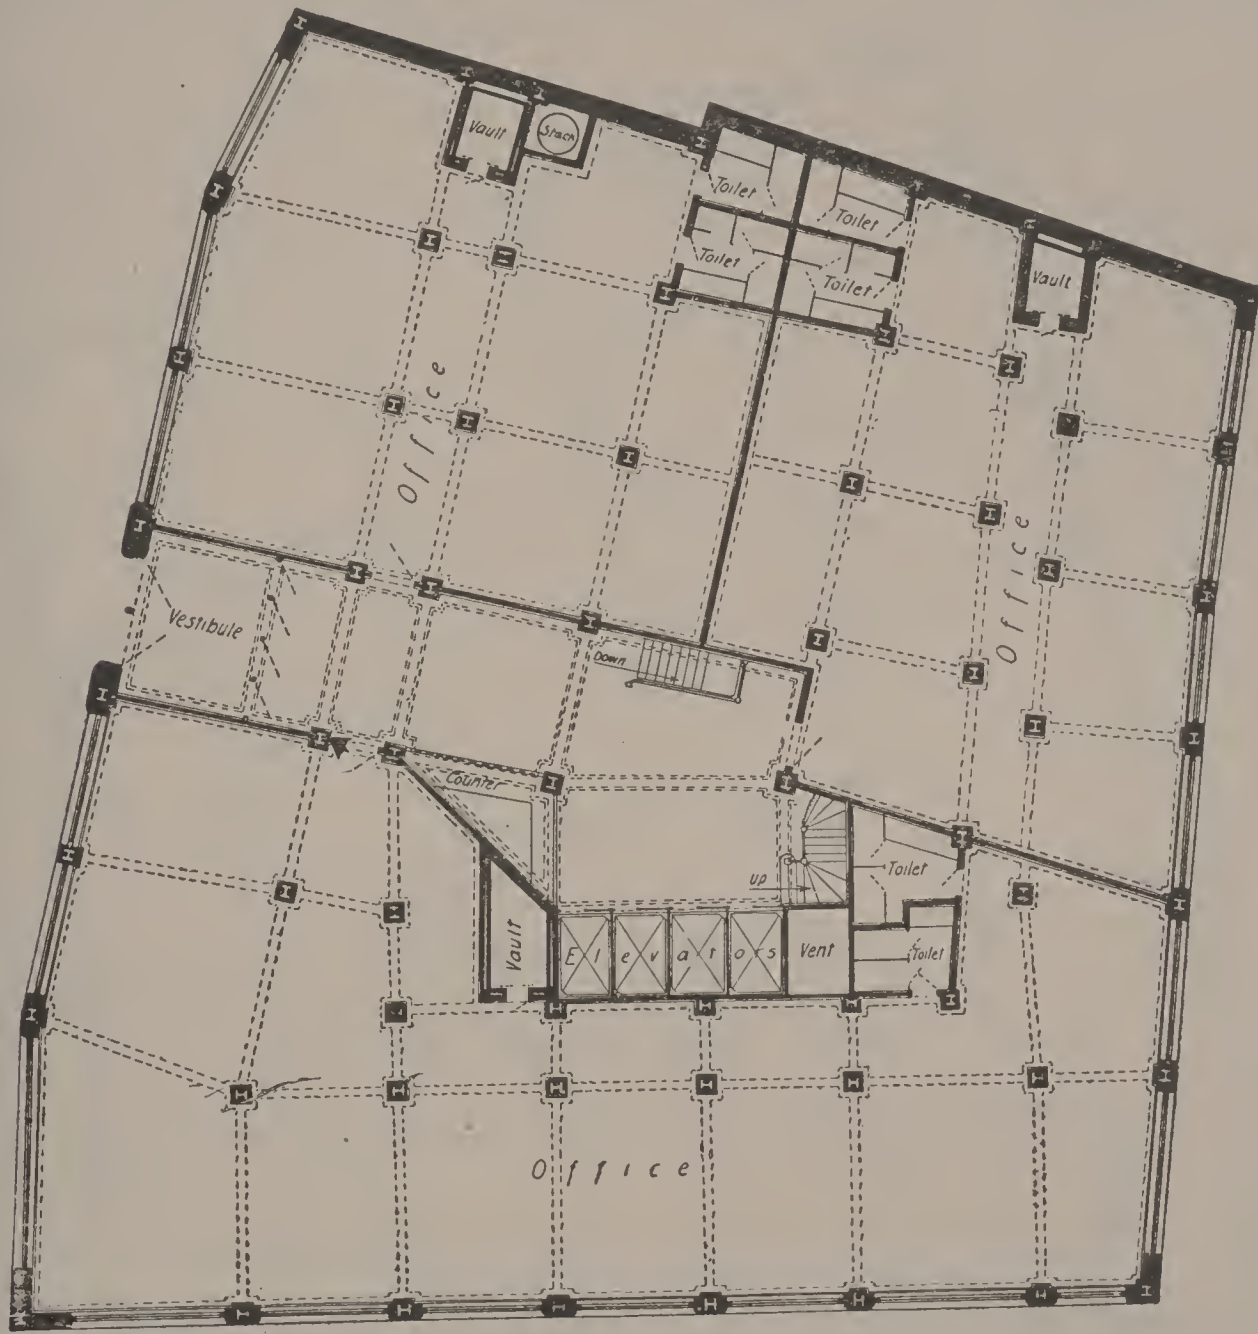 Vault
Stack
Toilet
Toilet
Toilet
Toilet
Vault
Office
Office
Vestibule
Down
Counter
Up
Toilet
Vault
Elevators
Vent
Toilet
Office